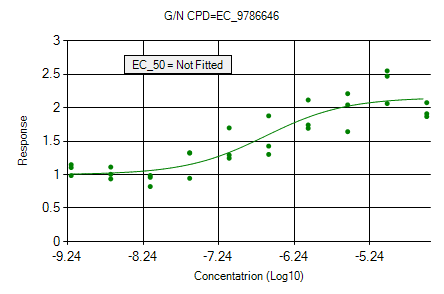 G/N CPD=EC_9786646
EC_50 = Not Fitted
3
2.5
2
1.5
1
0.5
0
Response
-9.24 -8.24 -7.24 -6.24 -5.24
Concentatrion (Log10)